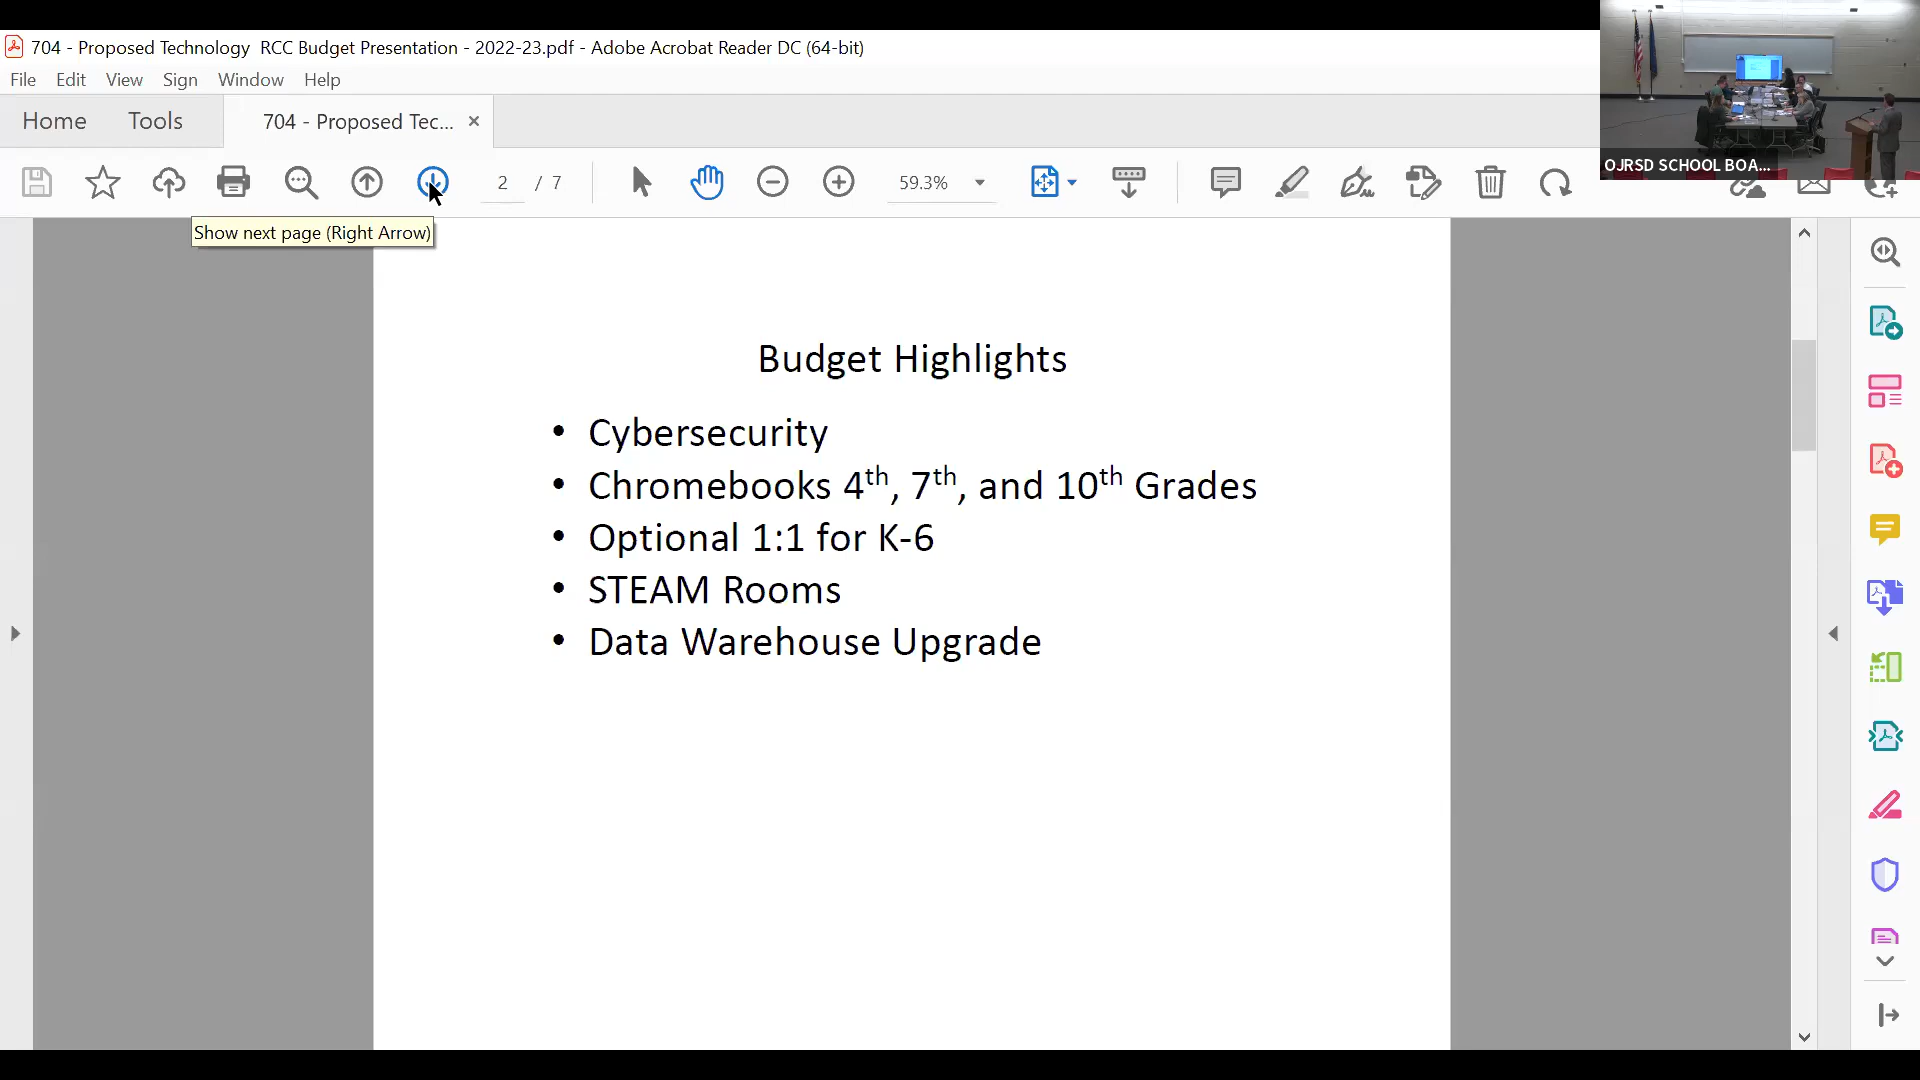 704 - Proposed Technology  RCC Budget Presentation - 2022-23.pdf - Adobe Acrobat Reader DC (64-bit)
File Edit View Sign Window Help
Home Tools 704 - Proposed Tec... ×
2 / 7 59.3%
OJRSD SCHOOL BOA...
Show next page (Right Arrow)
Budget Highlights
• Cybersecurity
• Chromebooks 4th, 7th, and 10th Grades
• Optional 1:1 for K-6
• STEAM Rooms
• Data Warehouse Upgrade